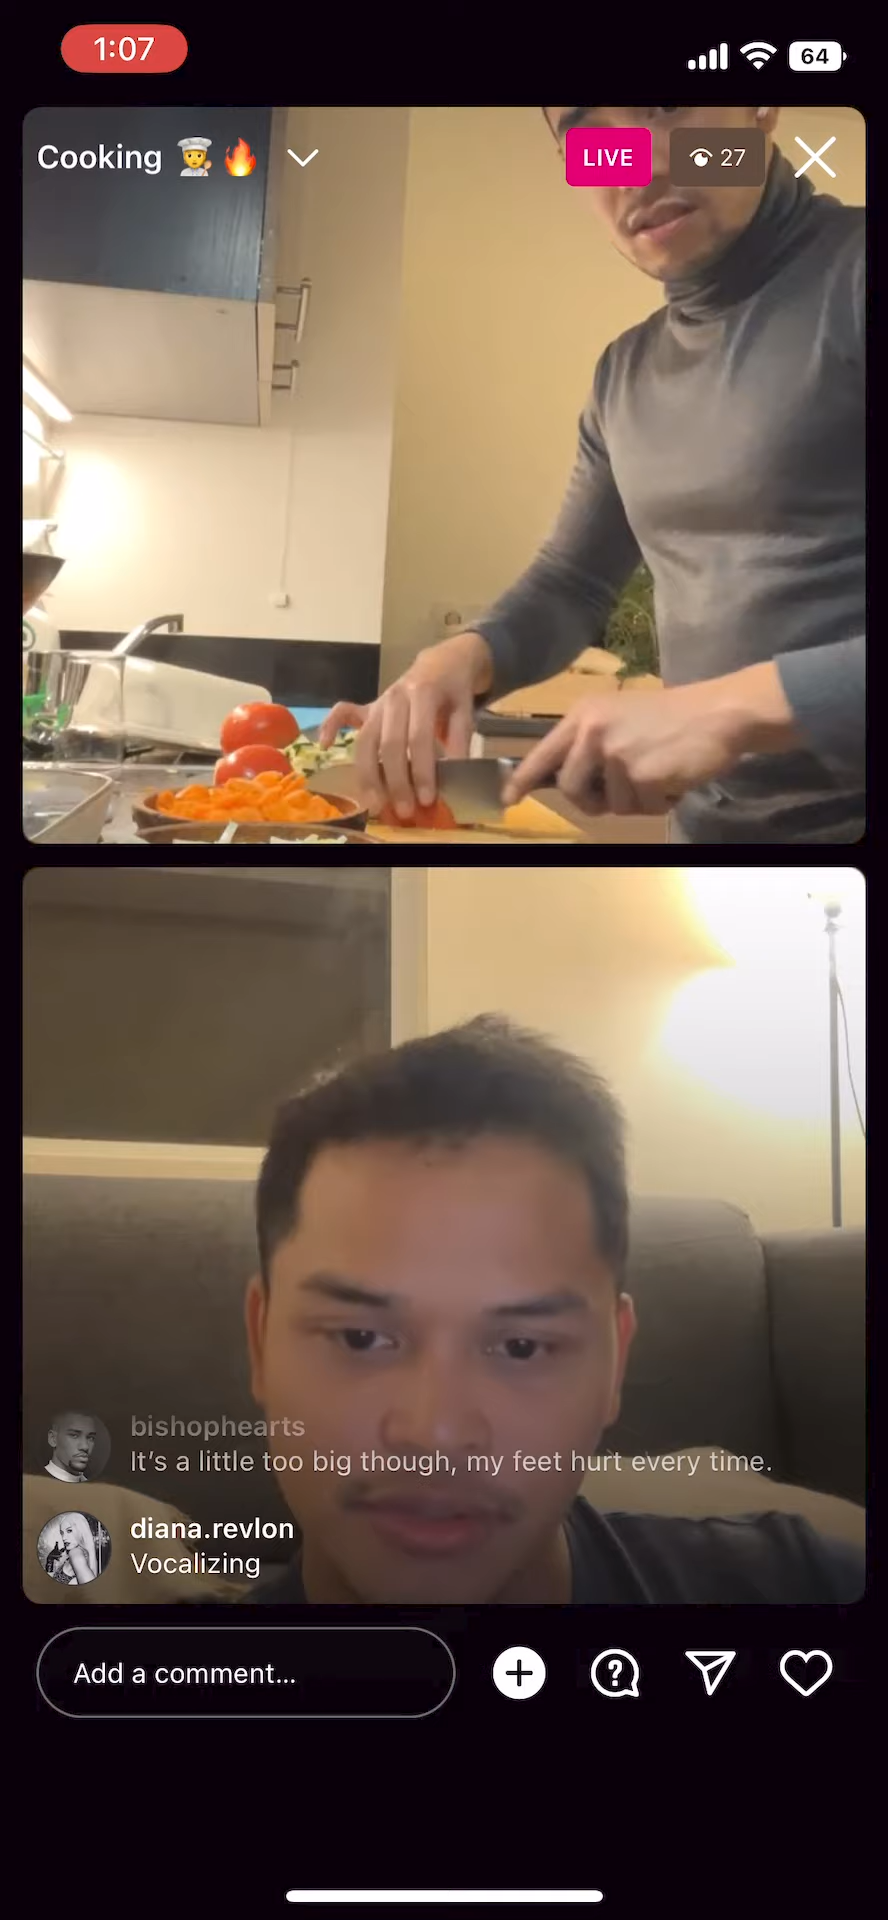 1:07
64
Cooking 🧑‍🍳🔥
LIVE
27
bishophearts
It’s a little too big though, my feet hurt every time.
diana.revlon
Vocalizing
Add a comment...